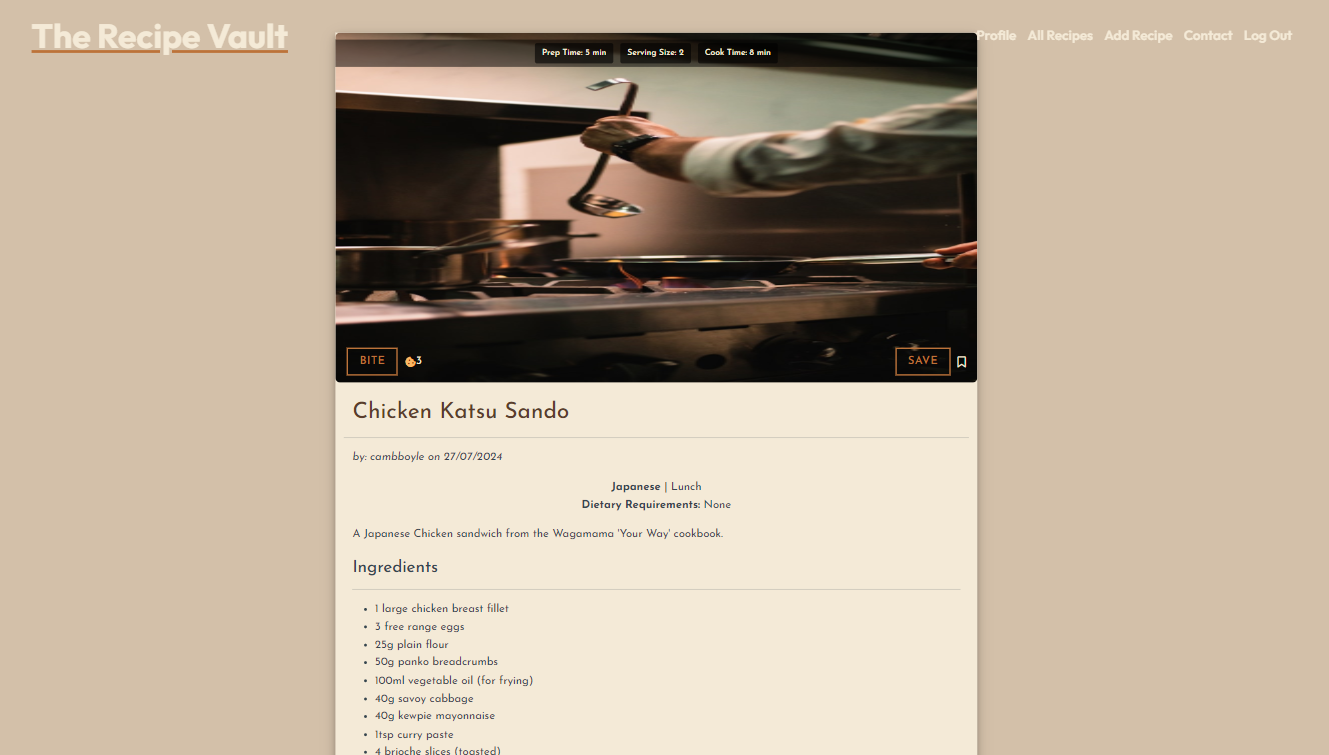 The Recipe Vault
Profile All Recipes Add Recipe Contact Log Out
Prep Time: 5 min Serving Size: 2 Cook Time: 8 min
BITE 3 SAVE
Chicken Katsu Sando
by: cambboyle on 27/07/2024
Japanese | Lunch
Dietary Requirements: None
A Japanese Chicken sandwich from the Wagamama 'Your Way' cookbook.
Ingredients
• 1 large chicken breast fillet
• 3 free range eggs
• 25g plain flour
• 50g panko breadcrumbs
• 100ml vegetable oil (for frying)
• 40g savoy cabbage
• 40g kewpie mayonnaise
• 1tsp curry paste
• 4 brioche slices (toasted)